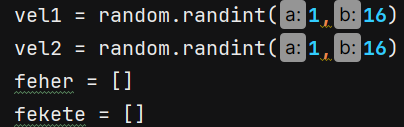 vel1 = random.randint(a: 1, b: 16)
vel2 = random.randint(a: 1, b: 16)
feher = []
fekete = []